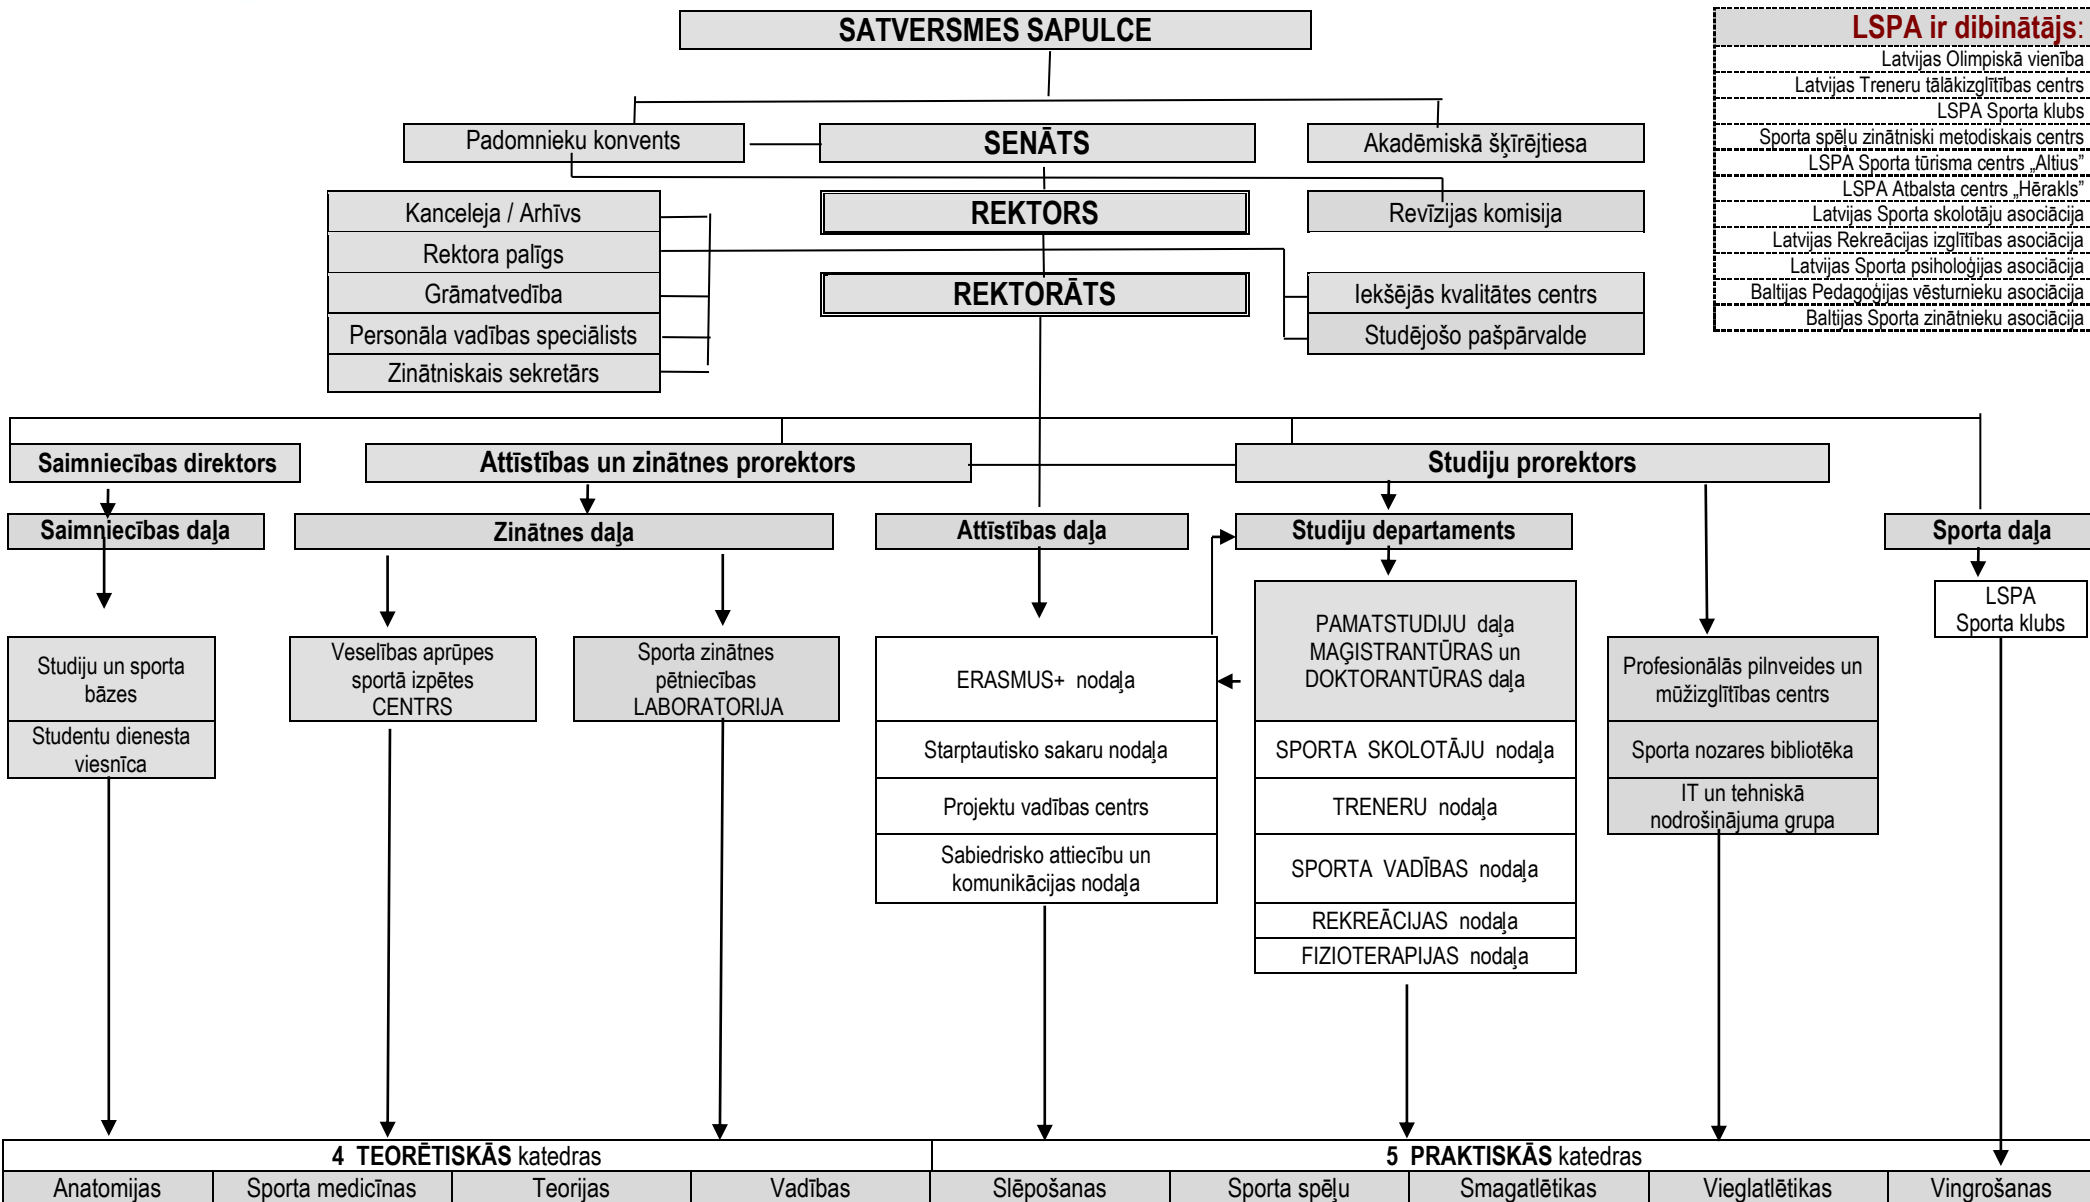 SATVERSMES SAPULCE
LSPA ir dibinātājs:
Latvijas Olimpiskā vienība
Latvijas Treneru tālākizglītības centrs
LSPA Sporta klubs
Sporta spēļu zinātniski metodiskais centrs
LSPA Sporta tūrisma centrs „Altius”
LSPA Atbalsta centrs „Hērakls”
Latvijas Sporta skolotāju asociācija
Latvijas Rekreācijas izglītības asociācija
Latvijas Sporta psiholoģijas asociācija
Baltijas Pedagoģijas vēsturnieku asociācija
Baltijas Sporta zinātnieku asociācija
Padomnieku konvents
SENĀTS
Akadēmiskā šķīrējtiesa
Kanceleja / Arhīvs
Rektora palīgs
Grāmatvedība
Personāla vadības speciālists
Zinātniskais sekretārs
REKTORS
REKTORĀTS
Revīzijas komisija
Iekšējās kvalitātes centrs
Studējošo pašpārvalde
Saimniecības direktors
Attīstības un zinātnes prorektors
Studiju prorektors
Saimniecības daļa
Zinātnes daļa
Attīstības daļa
Studiju departaments
Sporta daļa
Studiju un sporta
bāzes
Studentu dienesta
viesnīca
Veselības aprūpes
sportā izpētes
CENTRS
Sporta zinātnes
pētniecības
LABORATORIJA
ERASMUS+ nodaļa
Starptautisko sakaru nodaļa
Projektu vadības centrs
Sabiedrisko attiecību un
komunikācijas nodaļa
PAMATSTUDIJU daļa
MAĢISTRANTŪRAS un
DOKTORANTŪRAS daļa
SPORTA SKOLOTĀJU nodaļa
TRENERU nodaļa
SPORTA VADĪBAS nodaļa
REKREĀCIJAS nodaļa
FIZIOTERAPIJAS nodaļa
Profesionālās pilnveides un
mūžizglītības centrs
Sporta nozares bibliotēka
IT un tehniskā
nodrošinājuma grupa
LSPA
Sporta klubs
4 TEORĒTISKĀS katedras
5 PRAKTISKĀS katedras
Anatomijas
Sporta medicīnas
Teorijas
Vadības
Slēpošanas
Sporta spēļu
Smagatlētikas
Vieglatlētikas
Vingrošanas